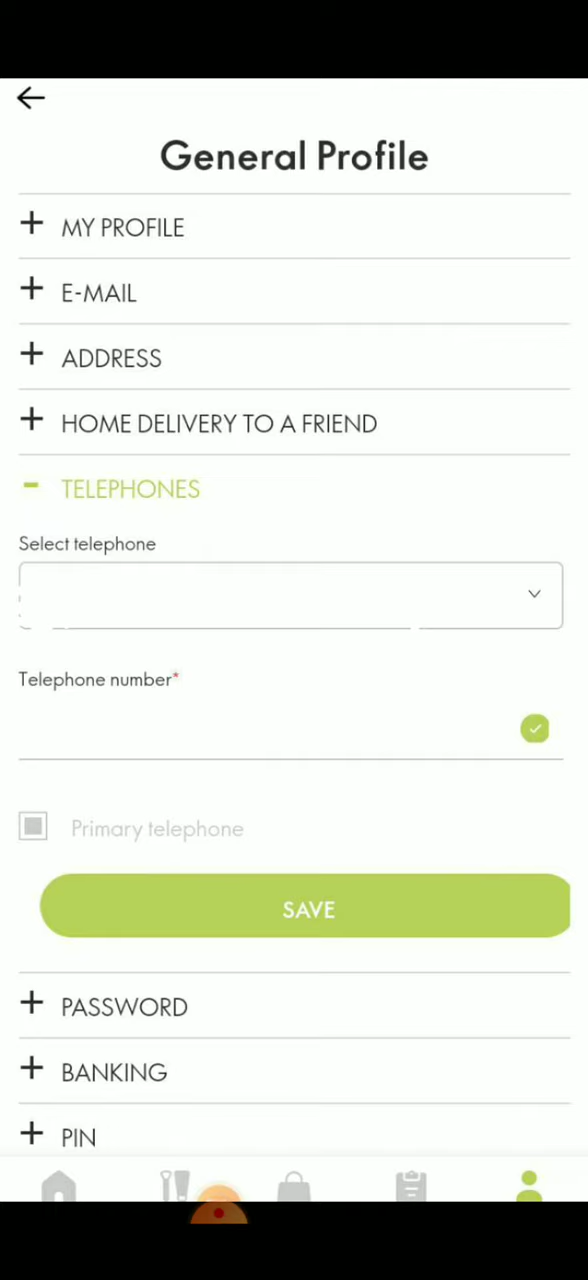 General Profile
+ MY PROFILE
+ E-MAIL
+ ADDRESS
+ HOME DELIVERY TO A FRIEND
- TELEPHONES
Select telephone
Telephone number*
Primary telephone
SAVE
+ PASSWORD
+ BANKING
+ PIN